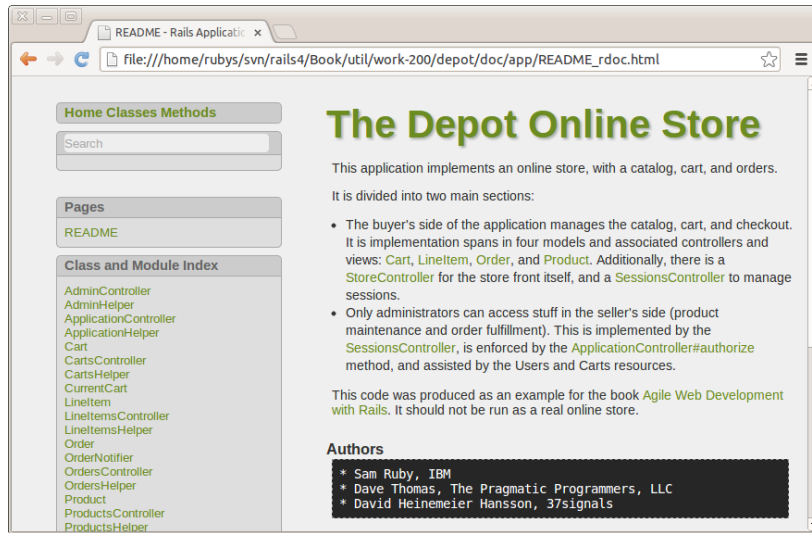 README - Rails Applicatic
file:///home/rubys/svn/rails4/Book/util/work-200/depot/doc/app/README_rdoc.html
Home Classes Methods
Search
Pages
README
Class and Module Index
AdminController
AdminHelper
ApplicationController
ApplicationHelper
Cart
CartsController
CartsHelper
CurrentCart
LineItem
LineItemsController
LineItemsHelper
Order
OrderNotifier
OrdersController
OrdersHelper
Product
ProductsController
ProductsHelper
The Depot Online Store
This application implements an online store, with a catalog, cart, and orders.
It is divided into two main sections:
• The buyer's side of the application manages the catalog, cart, and checkout.
It is implementation spans in four models and associated controllers and
views: Cart, LineItem, Order, and Product. Additionally, there is a
StoreController for the store front itself, and a SessionsController to manage
sessions.
• Only administrators can access stuff in the seller's side (product
maintenance and order fulfillment). This is implemented by the
SessionsController, is enforced by the ApplicationController#authorize
method, and assisted by the Users and Carts resources.
This code was produced as an example for the book Agile Web Development
with Rails. It should not be run as a real online store.
Authors
* Sam Ruby, IBM
* Dave Thomas, The Pragmatic Programmers, LLC
* David Heinemeier Hansson, 37signals